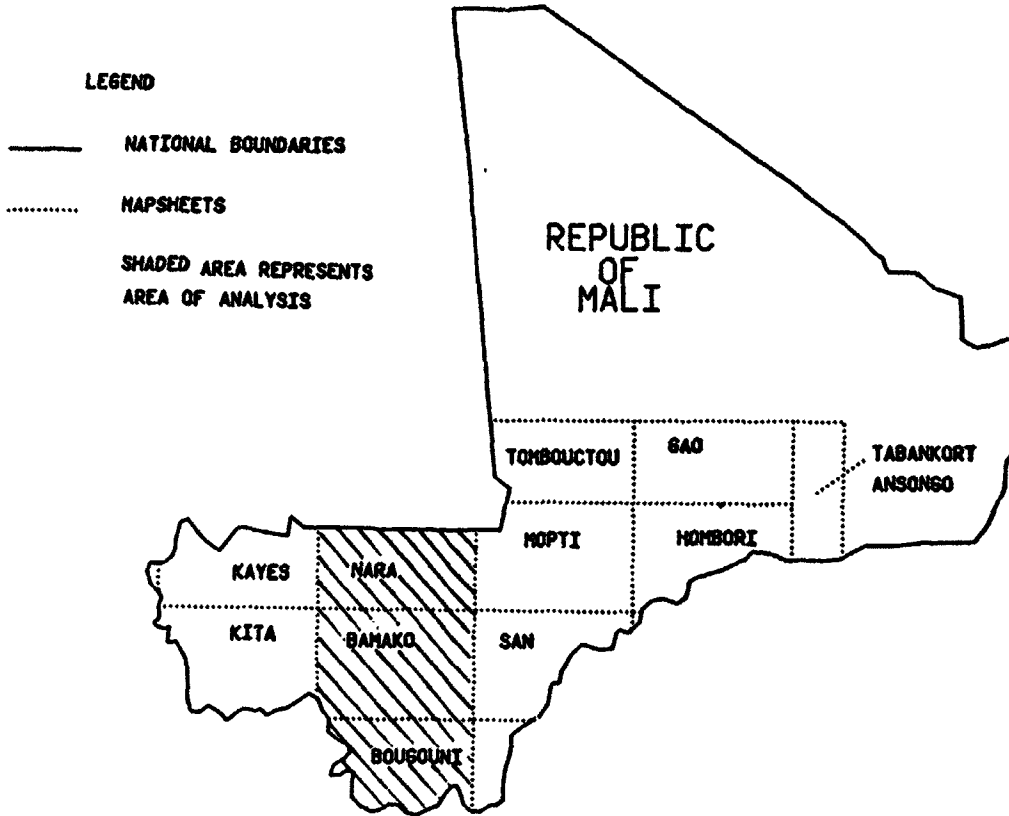 LEGEND
NATIONAL BOUNDARIES
MAPSHEETS
SHADED AREA REPRESENTS
AREA OF ANALYSIS
REPUBLIC
OF
MALI
TOMBOUCTOU
GAO
TABANKORT
ANSONGO
MOPTI
HOMBORI
KAYES
NARA
KITA
BAMAKO
SAN
BOUGOUNI